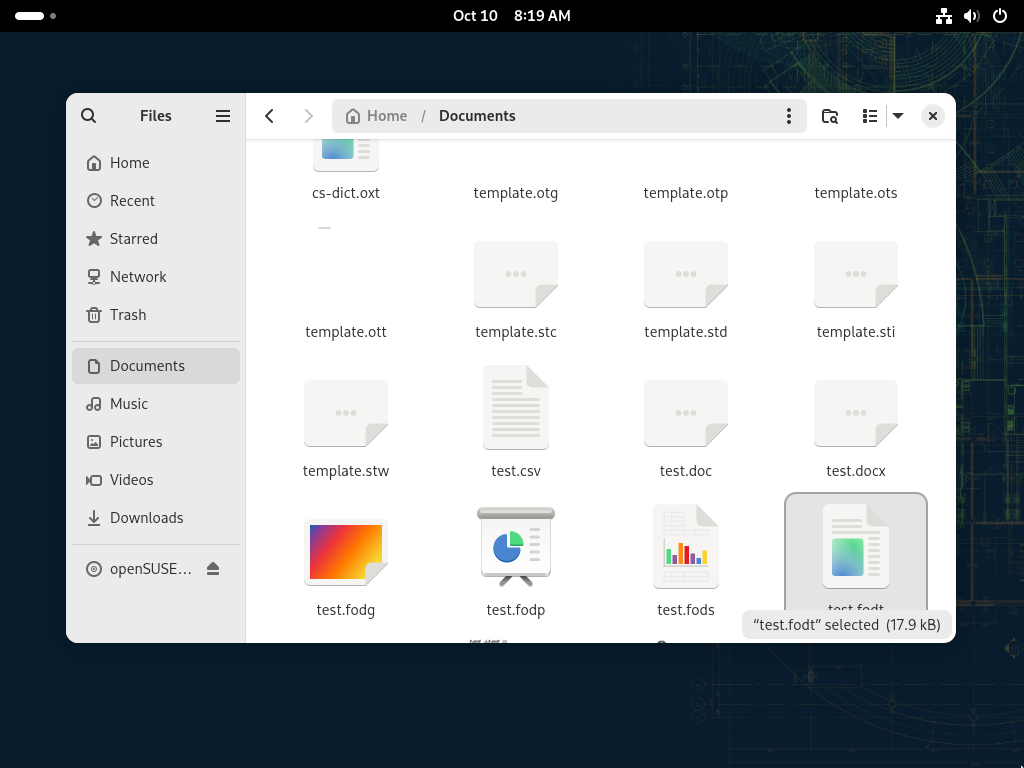 Oct 10 8:19 AM
Files
Home / Documents
Home
Recent
Starred
Network
Trash
Documents
Music
Pictures
Videos
Downloads
openSUSE…
cs-dict.oxt
template.otg
template.otp
template.ots
template.ott
template.stc
template.std
template.sti
template.stw
test.csv
test.doc
test.docx
test.fodg
test.fodp
test.fods
test.fodt
“test.fodt” selected (17.9 kB)